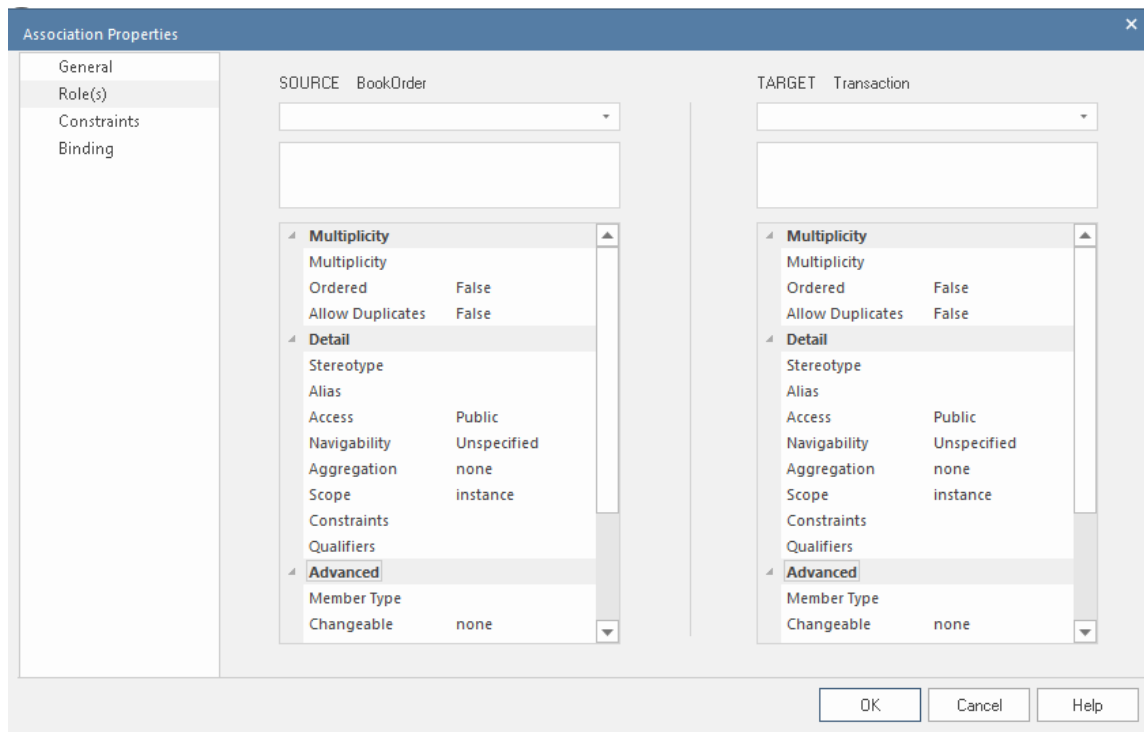 Association Properties
General
Role(s)
Constraints
Binding
SOURCE BookOrder
Multiplicity
Multiplicity
Ordered False
Allow Duplicates False
Detail
Stereotype
Alias
Access Public
Navigability Unspecified
Aggregation none
Scope instance
Constraints
Qualifiers
Advanced
Member Type
Changeable none
TARGET Transaction
Multiplicity
Multiplicity
Ordered False
Allow Duplicates False
Detail
Stereotype
Alias
Access Public
Navigability Unspecified
Aggregation none
Scope instance
Constraints
Qualifiers
Advanced
Member Type
Changeable none
OK Cancel Help